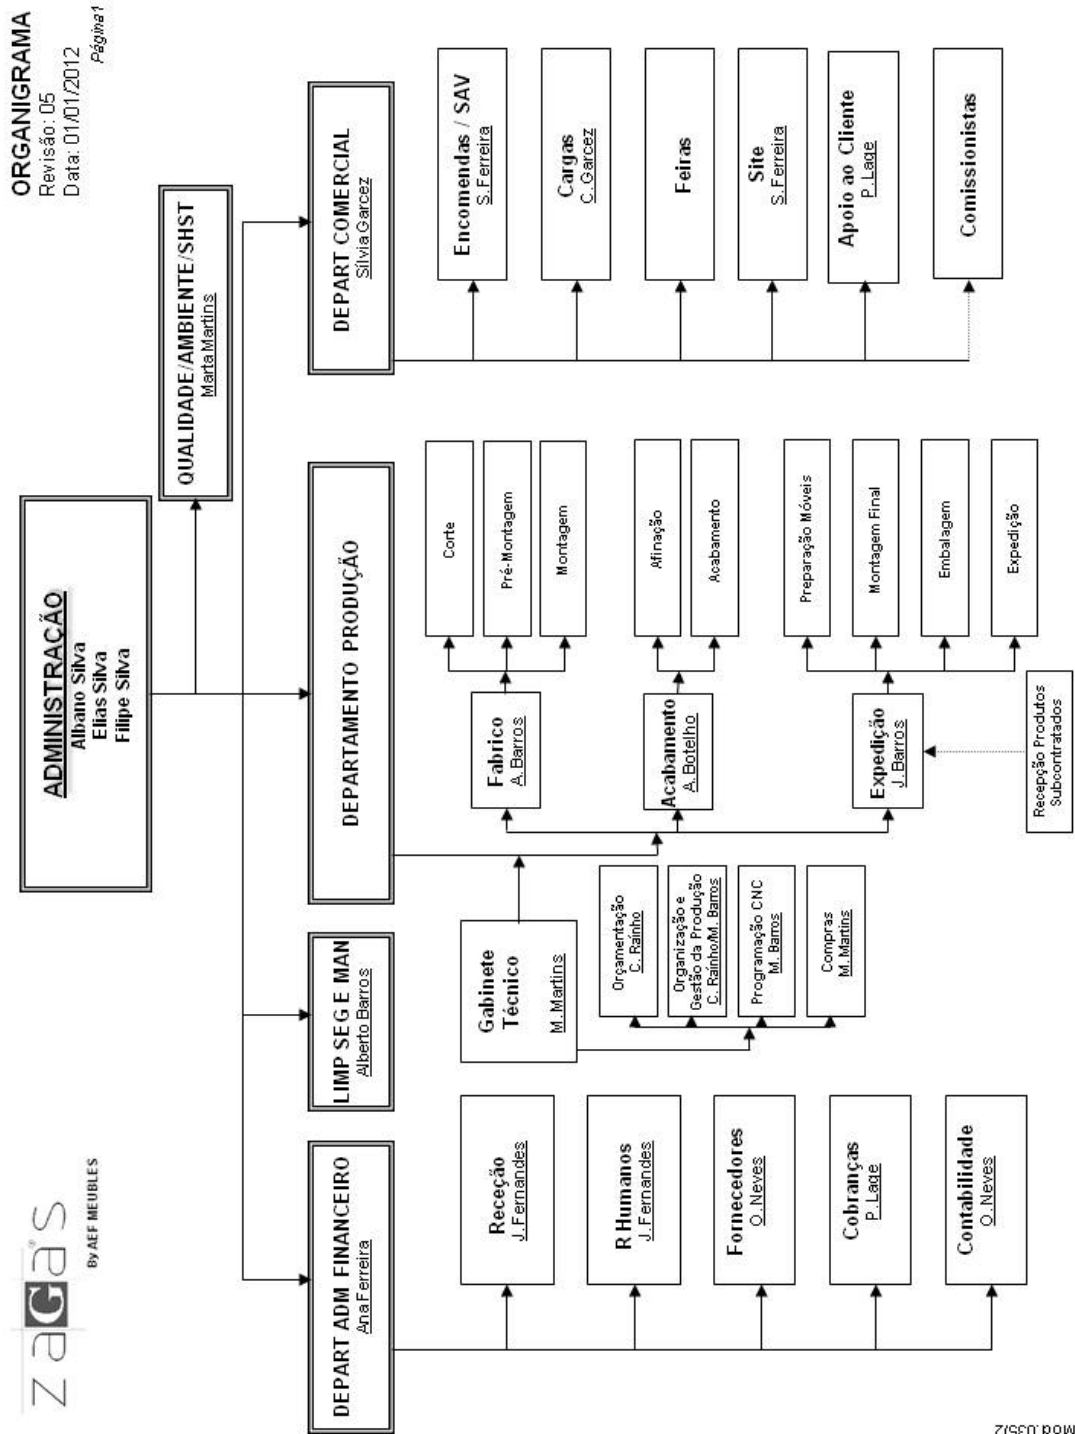 zaGa's
®
By AEF MEUBLES
ORGANIGRAMA
Revisão: 05
Data: 01/01/2012
Página1
ADMINISTRAÇÃO
Albano Silva
Elias Silva
Filipe Silva
QUALIDADE/AMBIENTE/SHST
Marta Martins
DEPART ADM FINANCEIRO
Ana Ferreira
LIMP SEG E MAN
Alberto Barros
DEPARTAMENTO PRODUÇÃO
DEPART COMERCIAL
Sílvia Garcez
Receção
J.Fernandes
R Humanos
J.Fernandes
Fornecedores
O.Neves
Cobranças
P.Lage
Contabilidade
O.Neves
Gabinete
Técnico
M.Martins
Orçamentação
C. Raínho
Organização e
Gestão da Produção
C. Raínho/M. Barros
Programação CNC
M. Barros
Compras
M. Martins
Fabrico
A.Barros
Acabamento
A.Botelho
Expedição
J.Barros
Recepção Produtos
Subcontratados
Corte
Pré-Montagem
Montagem
Afinação
Acabamento
Preparação Móveis
Montagem Final
Embalagem
Expedição
Encomendas / SAV
S.Ferreira
Cargas
C.Garcez
Feiras
Site
S.Ferreira
Apoio ao Cliente
P.Lage
Comissionistas
Mod.035/2